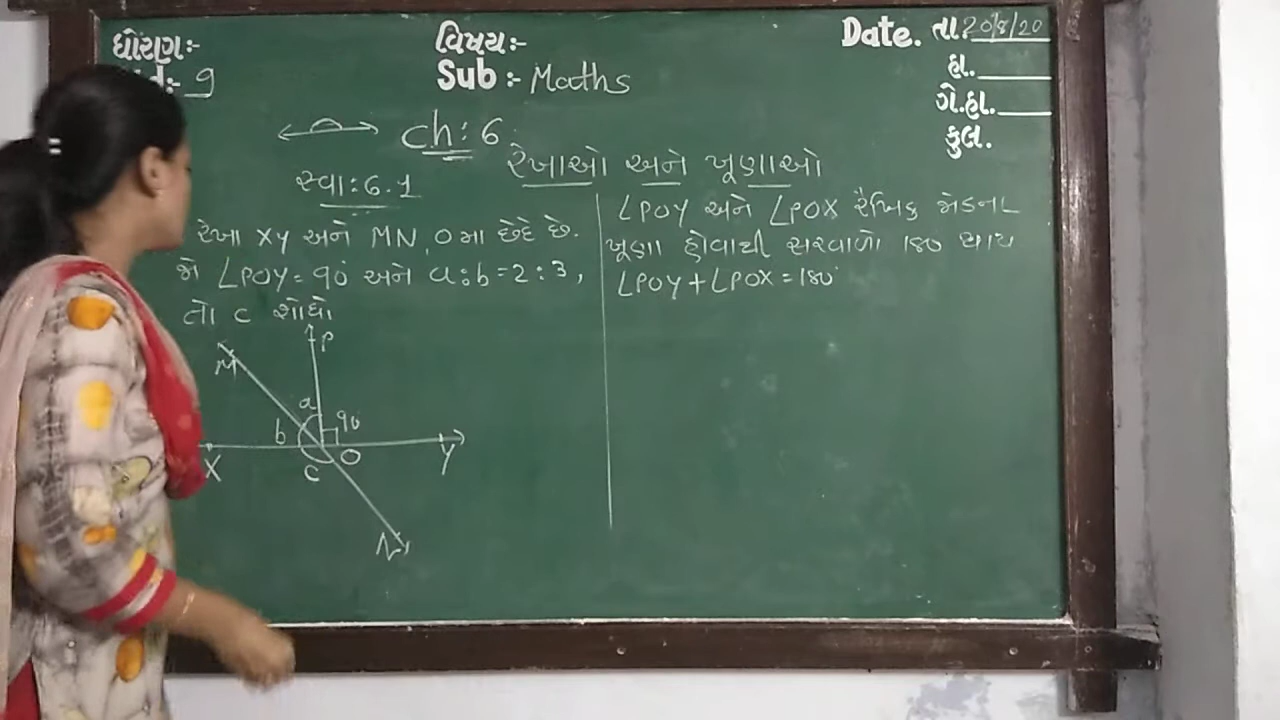 ધોરણ:-
9
વિષય:-
Sub:- Maths
Date. તા. 20/8/20
હા.
ગે.હા.
કુલ.
ch: 6
રેખાઓ અને ખૂણાઓ
સ્વા: 6.1
રેખા XY અને MN, O માં છેદે છે.
જો ∠POY = 90° અને a:b = 2:3,
તો c શોધો
M
P
a
90°
b
X
O
Y
c
N
∠POY અને ∠POX રૈખિક જોડના
ખૂણા હોવાથી સરવાળો 180 થાય
∠POY + ∠POX = 180°